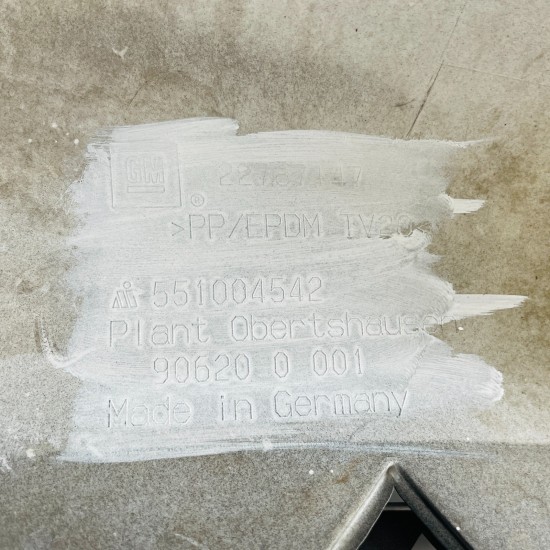 GM ®
>PP/EPDM TV20
551004542
Plant Obertshausen
90620 0 001
Made in Germany